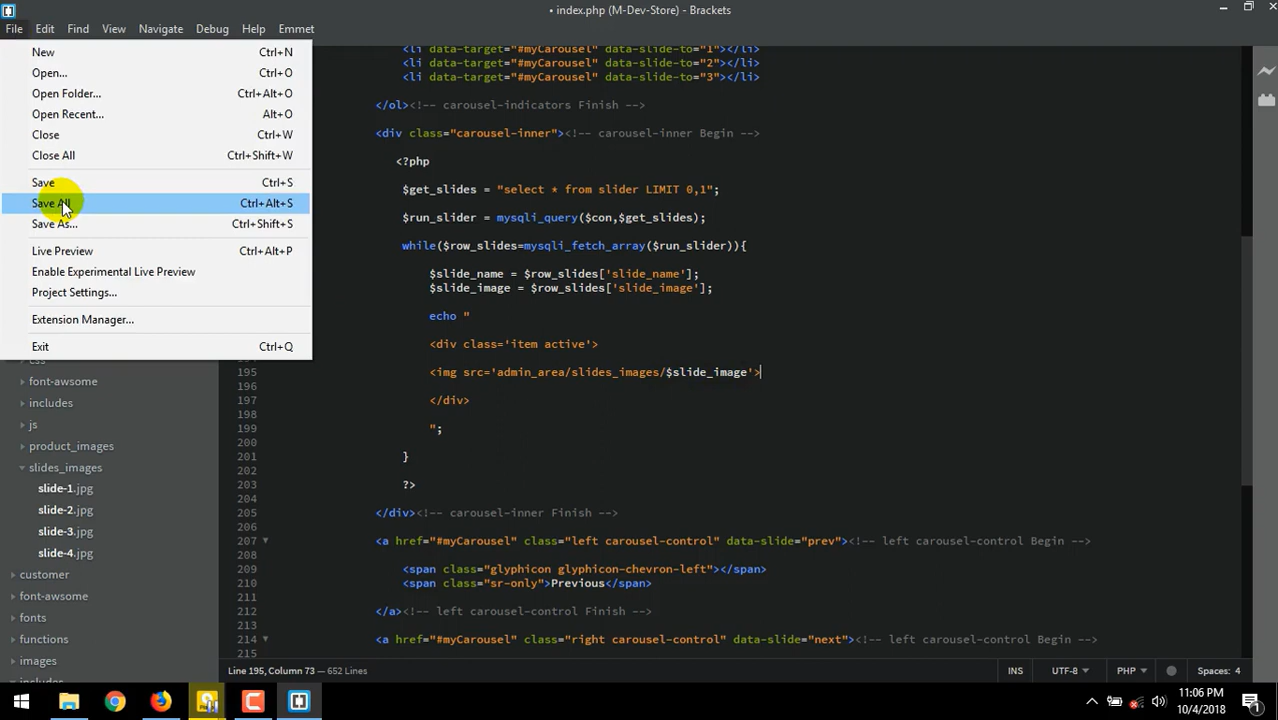 • index.php (M-Dev-Store) - Brackets
File Edit Find View Navigate Debug Help Emmet
New Ctrl+N
Open... Ctrl+O
Open Folder... Ctrl+Alt+O
Open Recent... Alt+O
Close Ctrl+W
Close All Ctrl+Shift+W
Save Ctrl+S
Save All Ctrl+Alt+S
Save As... Ctrl+Shift+S
Live Preview Ctrl+Alt+P
Enable Experimental Live Preview
Project Settings...
Extension Manager...
Exit Ctrl+Q
css
font-awesome
includes
js
product_images
slides_images
slide-1.jpg
slide-2.jpg
slide-3.jpg
slide-4.jpg
customer
font-awsome
fonts
functions
images
includes
<li data-target="#myCarousel" data-slide-to="1"></li>
<li data-target="#myCarousel" data-slide-to="2"></li>
<li data-target="#myCarousel" data-slide-to="3"></li>
</ol><!-- carousel-indicators Finish -->
<div class="carousel-inner"><!-- carousel-inner Begin -->
<?php
$get_slides = "select * from slider LIMIT 0,1";
$run_slider = mysqli_query($con,$get_slides);
while($row_slides=mysqli_fetch_array($run_slider)){
$slide_name = $row_slides['slide_name'];
$slide_image = $row_slides['slide_image'];
echo "
<div class='item active'>
195 <img src='admin_area/slides_images/$slide_image'>
196
197 </div>
198
199 ";
200
201 }
202
203 ?>
204
205 </div><!-- carousel-inner Finish -->
206
207 <a href="#myCarousel" class="left carousel-control" data-slide="prev"><!-- left carousel-control Begin -->
208
209 <span class="glyphicon glyphicon-chevron-left"></span>
210 <span class="sr-only">Previous</span>
211
212 </a><!-- left carousel-control Finish -->
213
214 <a href="#myCarousel" class="right carousel-control" data-slide="next"><!-- left carousel-control Begin -->
215
Line 195, Column 73 — 652 Lines INS UTF-8 PHP Spaces: 4
11:06 PM
10/4/2018